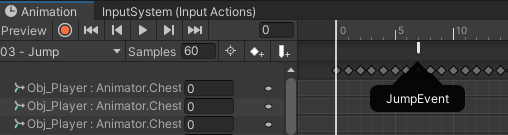 Animation InputSystem (Input Actions)
Preview 0 0 5 10
03 - Jump Samples 60
JumpEvent
Obj_Player : Animator.Chest 0
Obj_Player : Animator.Chest 0
Obj_Player : Animator.Chest 0